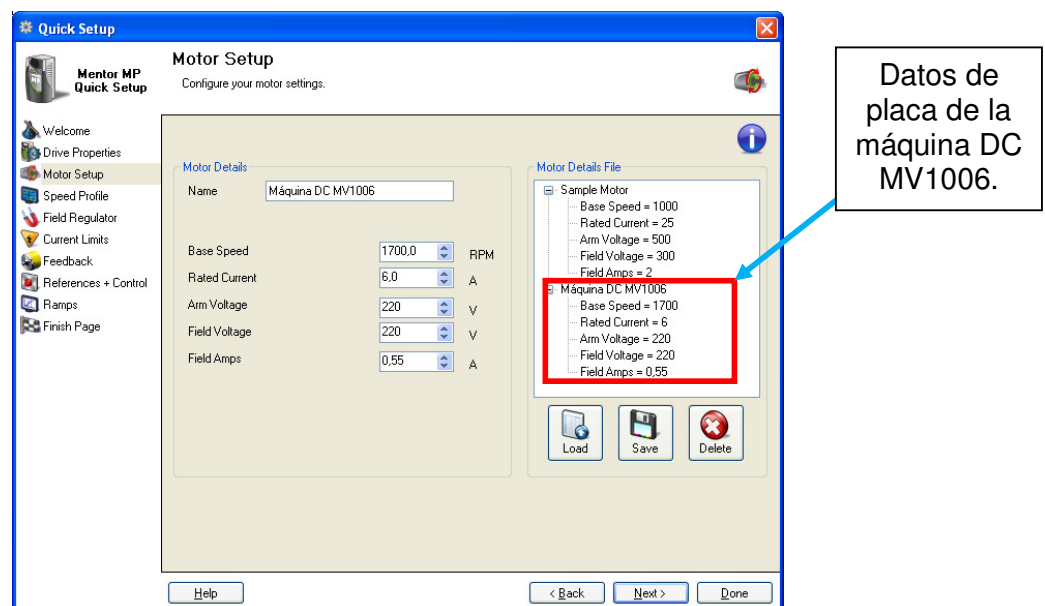 Quick Setup
Mentor MP
Quick Setup
Motor Setup
Configure your motor settings.
Welcome
Drive Properties
Motor Setup
Speed Profile
Field Regulator
Current Limits
Feedback
References + Control
Ramps
Finish Page
Motor Details
Name Máquina DC MV1006
Base Speed 1700,0 RPM
Rated Current 6,0 A
Arm Voltage 220 V
Field Voltage 220 V
Field Amps 0,55 A
Motor Details File
Sample Motor
Base Speed = 1000
Rated Current = 25
Arm Voltage = 500
Field Voltage = 300
Field Amps = 2
Máquina DC MV1006
Base Speed = 1700
Rated Current = 6
Arm Voltage = 220
Field Voltage = 220
Field Amps = 0,55
Load Save Delete
Help < Back Next > Done
Datos de
placa de la
máquina DC
MV1006.